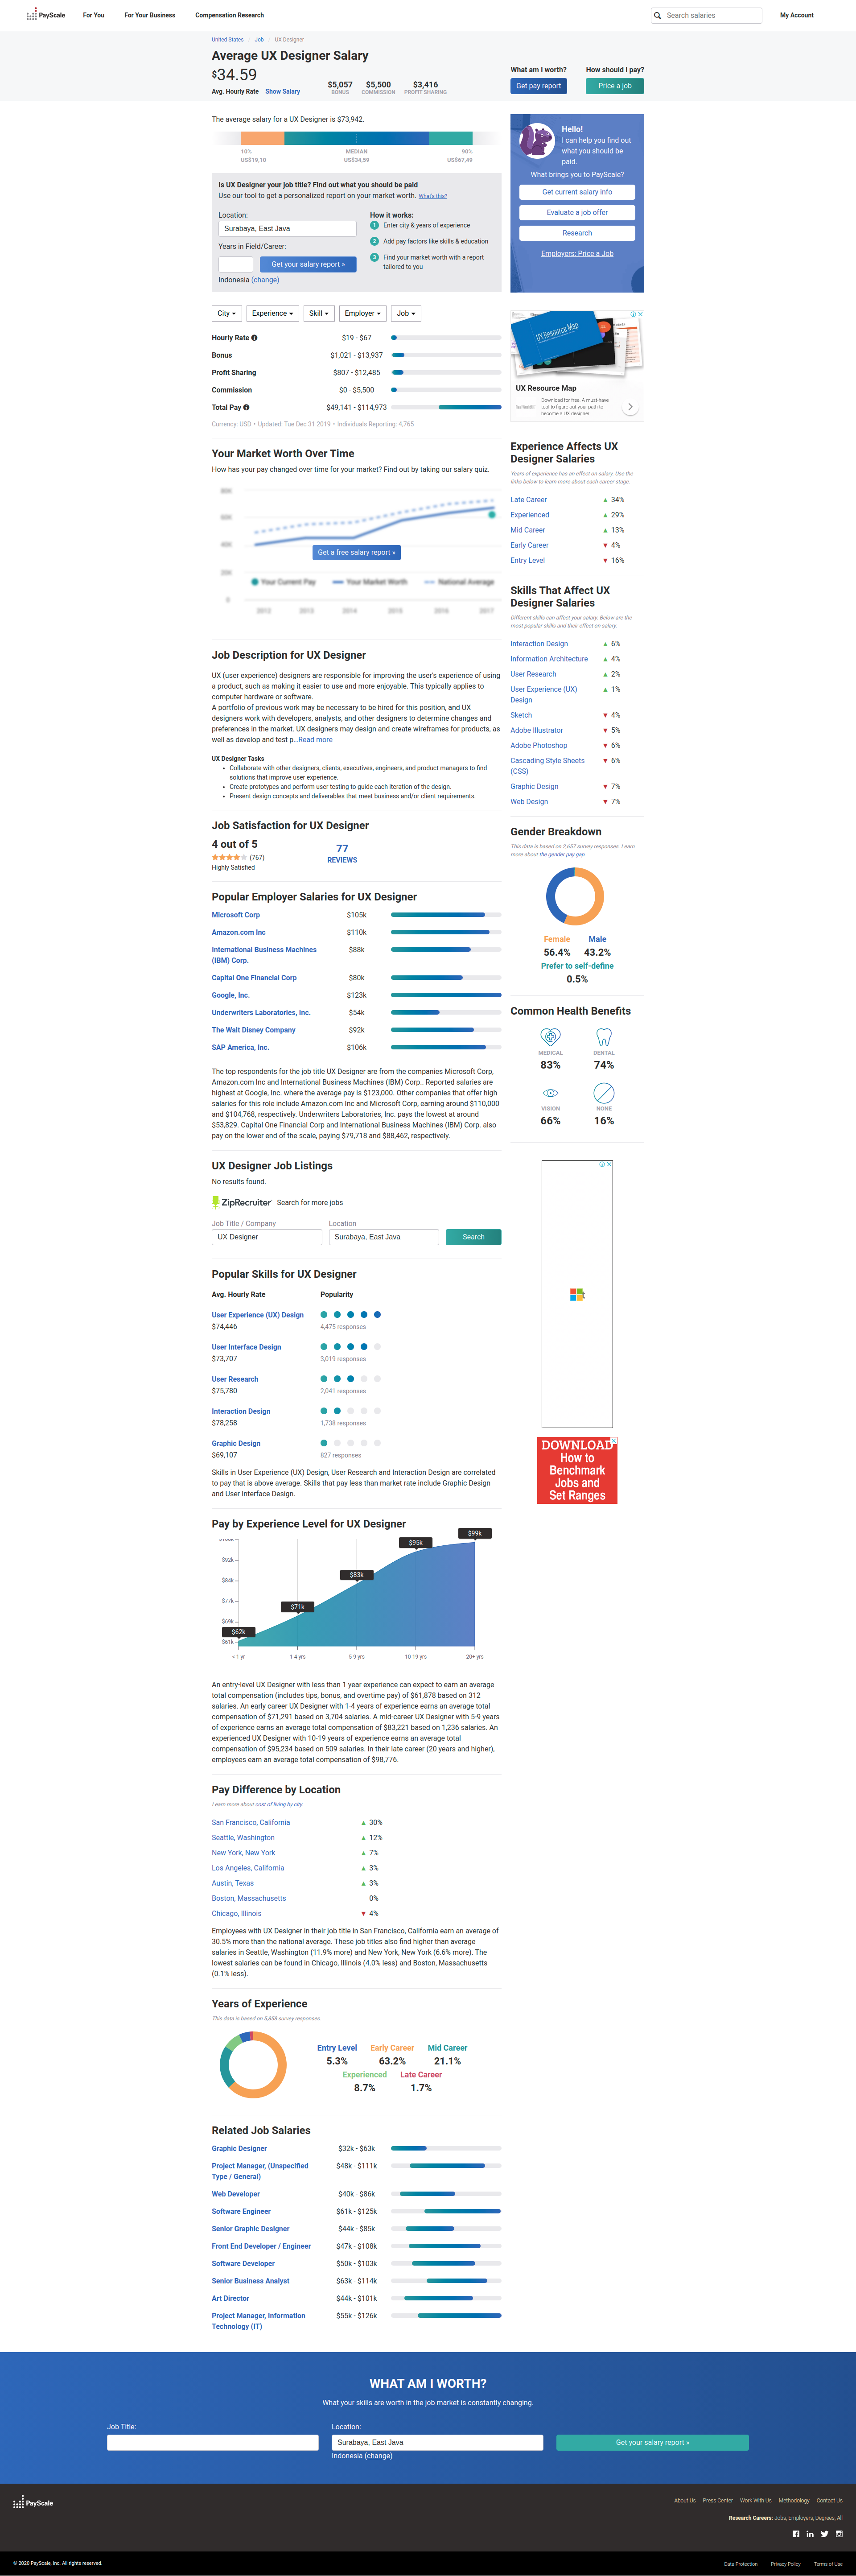 PayScale For You For Your Business Compensation Research Search salaries My Account
United States / Job / UX Designer
Average UX Designer Salary
$34.59
Avg. Hourly Rate Show Salary
$5,057 $5,500 $3,416
BONUS COMMISSION PROFIT SHARING
What am I worth? How should I pay?
Get pay report Price a job
The average salary for a UX Designer is $73,942.
10% MEDIAN 90%
US$19,10 US$34,59 US$67,49
Is UX Designer your job title? Find out what you should be paid
Use our tool to get a personalized report on your market worth. What's this?
Location:
Surabaya, East Java
Years in Field/Career:
Get your salary report »
Indonesia (change)
How it works:
1 Enter city & years of experience
2 Add pay factors like skills & education
3 Find your market worth with a report
tailored to you
City Experience Skill Employer Job
Hourly Rate $19 - $67
Bonus $1,021 - $13,937
Profit Sharing $807 - $12,485
Commission $0 - $5,500
Total Pay $49,141 - $114,973
Currency: USD • Updated: Tue Dec 31 2019 • Individuals Reporting: 4,765
Your Market Worth Over Time
How has your pay changed over time for your market? Find out by taking our salary quiz.
80K
60K
40K
Get a free salary report »
20K
Your Current Pay Your Market Worth National Average
0
2012 2013 2014 2015 2016 2017
Job Description for UX Designer
UX (user experience) designers are responsible for improving the user's experience of using
a product, such as making it easier to use and more enjoyable. This typically applies to
computer hardware or software.
A portfolio of previous work may be necessary to be hired for this position, and UX
designers work with developers, analysts, and other designers to determine changes and
preferences in the market. UX designers may design and create wireframes for products, as
well as develop and test p...Read more
UX Designer Tasks
• Collaborate with other designers, clients, executives, engineers, and product managers to find
solutions that improve user experience.
• Create prototypes and perform user testing to guide each iteration of the design.
• Present design concepts and deliverables that meet business and/or client requirements.
Job Satisfaction for UX Designer
4 out of 5
(767)
Highly Satisfied
77
REVIEWS
Popular Employer Salaries for UX Designer
Microsoft Corp $105k
Amazon.com Inc $110k
International Business Machines
(IBM) Corp. $88k
Capital One Financial Corp $80k
Google, Inc. $123k
Underwriters Laboratories, Inc. $54k
The Walt Disney Company $92k
SAP America, Inc. $106k
The top respondents for the job title UX Designer are from the companies Microsoft Corp,
Amazon.com Inc and International Business Machines (IBM) Corp.. Reported salaries are
highest at Google, Inc. where the average pay is $123,000. Other companies that offer high
salaries for this role include Amazon.com Inc and Microsoft Corp, earning around $110,000
and $104,768, respectively. Underwriters Laboratories, Inc. pays the lowest at around
$53,829. Capital One Financial Corp and International Business Machines (IBM) Corp. also
pay on the lower end of the scale, paying $79,718 and $88,462, respectively.
UX Designer Job Listings
No results found.
ZipRecruiter Search for more jobs
Job Title / Company Location
UX Designer Surabaya, East Java Search
Popular Skills for UX Designer
Avg. Hourly Rate Popularity
User Experience (UX) Design
$74,446 4,475 responses
User Interface Design
$73,707 3,019 responses
User Research
$75,780 2,041 responses
Interaction Design
$78,258 1,738 responses
Graphic Design
$69,107 827 responses
Skills in User Experience (UX) Design, User Research and Interaction Design are correlated
to pay that is above average. Skills that pay less than market rate include Graphic Design
and User Interface Design.
Pay by Experience Level for UX Designer
$99k
$95k
$92k
$84k
$83k
$77k
$71k
$69k
$62k
$61k
< 1 yr 1-4 yrs 5-9 yrs 10-19 yrs 20+ yrs
An entry-level UX Designer with less than 1 year experience can expect to earn an average
total compensation (includes tips, bonus, and overtime pay) of $61,878 based on 312
salaries. An early career UX Designer with 1-4 years of experience earns an average total
compensation of $71,291 based on 3,704 salaries. A mid-career UX Designer with 5-9 years
of experience earns an average total compensation of $83,221 based on 1,236 salaries. An
experienced UX Designer with 10-19 years of experience earns an average total
compensation of $95,234 based on 509 salaries. In their late career (20 years and higher),
employees earn an average total compensation of $98,776.
Pay Difference by Location
Learn more about cost of living by city.
San Francisco, California ▲ 30%
Seattle, Washington ▲ 12%
New York, New York ▲ 7%
Los Angeles, California ▲ 3%
Austin, Texas ▲ 3%
Boston, Massachusetts 0%
Chicago, Illinois ▼ 4%
Employees with UX Designer in their job title in San Francisco, California earn an average of
30.5% more than the national average. These job titles also find higher than average
salaries in Seattle, Washington (11.9% more) and New York, New York (6.6% more). The
lowest salaries can be found in Chicago, Illinois (4.0% less) and Boston, Massachusetts
(0.1% less).
Years of Experience
This data is based on 5,858 survey responses.
Entry Level Early Career Mid Career
5.3% 63.2% 21.1%
Experienced Late Career
8.7% 1.7%
Related Job Salaries
Graphic Designer $32k - $63k
Project Manager, (Unspecified
Type / General) $48k - $111k
Web Developer $40k - $86k
Software Engineer $61k - $125k
Senior Graphic Designer $44k - $85k
Front End Developer / Engineer $47k - $108k
Software Developer $50k - $103k
Senior Business Analyst $63k - $114k
Art Director $44k - $101k
Project Manager, Information
Technology (IT) $55k - $126k
Hello!
I can help you find out
what you should be
paid.
What brings you to PayScale?
Get current salary info
Evaluate a job offer
Research
Employers: Price a Job
UX Resource Map
UX Resource Map
Download for free. A must-have
tool to figure out your path to
become a UX designer!
Experience Affects UX
Designer Salaries
Years of experience has an effect on salary. Use the
links below to learn more about each career stage.
Late Career ▲ 34%
Experienced ▲ 29%
Mid Career ▲ 13%
Early Career ▼ 4%
Entry Level ▼ 16%
Skills That Affect UX
Designer Salaries
Different skills can affect your salary. Below are the
most popular skills and their effect on salary.
Interaction Design ▲ 6%
Information Architecture ▲ 4%
User Research ▲ 2%
User Experience (UX)
Design ▲ 1%
Sketch ▼ 4%
Adobe Illustrator ▼ 5%
Adobe Photoshop ▼ 6%
Cascading Style Sheets
(CSS) ▼ 6%
Graphic Design ▼ 7%
Web Design ▼ 7%
Gender Breakdown
This data is based on 2,657 survey responses. Learn
more about the gender pay gap.
Female Male
56.4% 43.2%
Prefer to self-define
0.5%
Common Health Benefits
MEDICAL DENTAL
83% 74%
VISION NONE
66% 16%
DOWNLOAD
How to
Benchmark
Jobs and
Set Ranges
WHAT AM I WORTH?
What your skills are worth in the job market is constantly changing.
Job Title: Location:
Surabaya, East Java Get your salary report »
Indonesia (change)
PayScale
About Us Press Center Work With Us Methodology Contact Us
Research Careers: Jobs, Employers, Degrees, All
© 2020 PayScale, Inc. All rights reserved.
Data Protection Privacy Policy Terms of Use